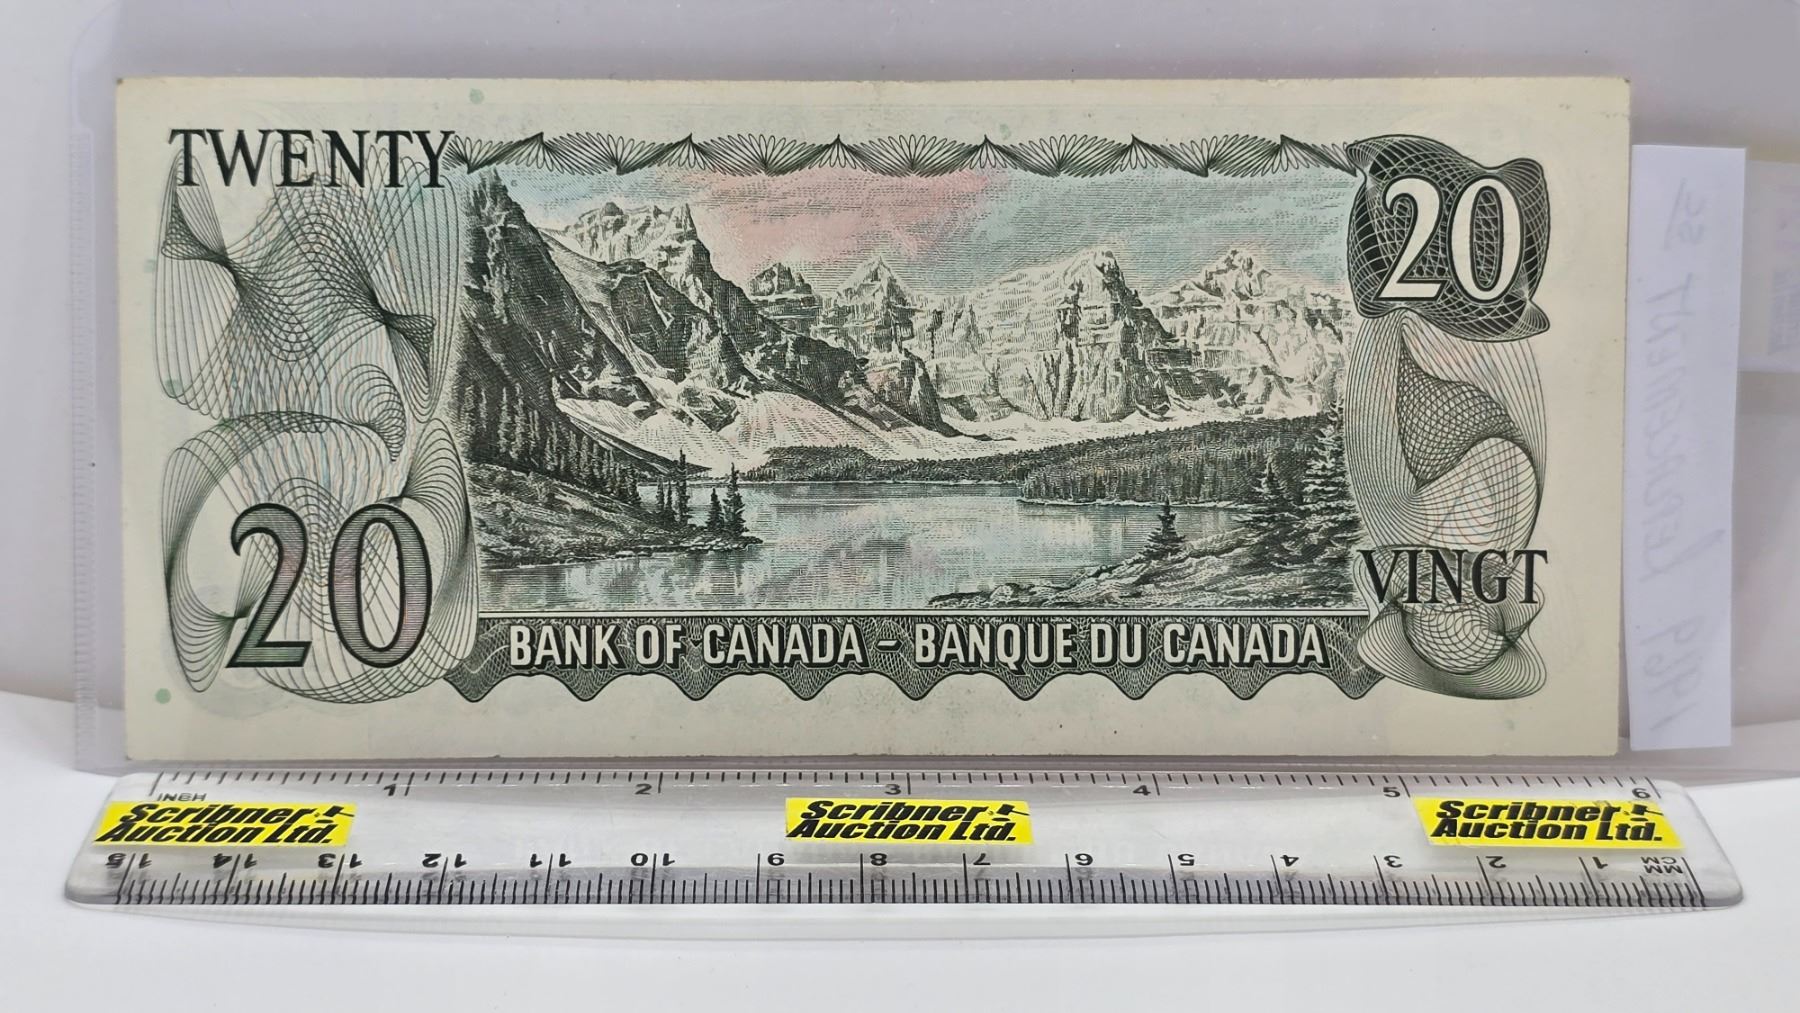 TWENTY
20
20
VINGT
BANK OF CANADA – BANQUE DU CANADA
1969 REPLACEMENT
INCH
1 2 3 4 5 6
Scribner
Auction Ltd.
Scribner
Auction Ltd.
Scribner
Auction Ltd.
15 14 13 12 11 10 9 8 7 6 5 4 3 2 1 CM
MM